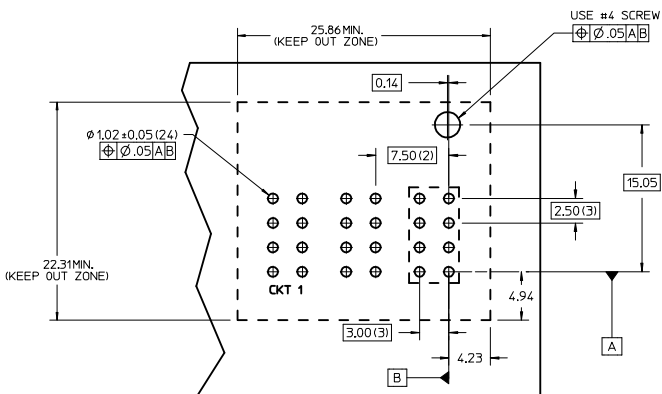 USE #4 SCREW
⌖ Ø.05 A B
25.86 MIN.
(KEEP OUT ZONE)
0.14
ø1.02±0.05 (24)
⌖ Ø.05 A B
7.50 (2)
15.05
2.50 (3)
22.31 MIN.
(KEEP OUT ZONE)
CKT 1
4.94
3.00 (3)
A
4.23
B